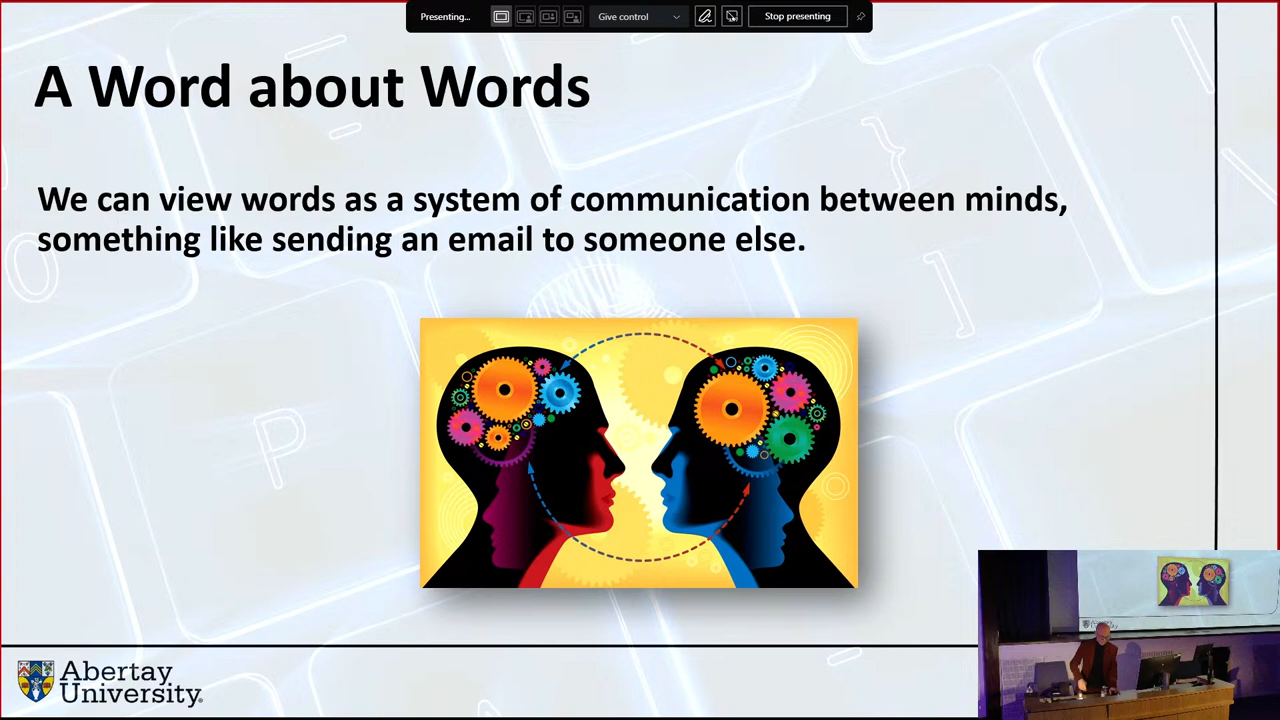 Presenting...
Give control
Stop presenting
A Word about Words
We can view words as a system of communication between minds,
something like sending an email to someone else.
O
}
]
P
Abertay
University.